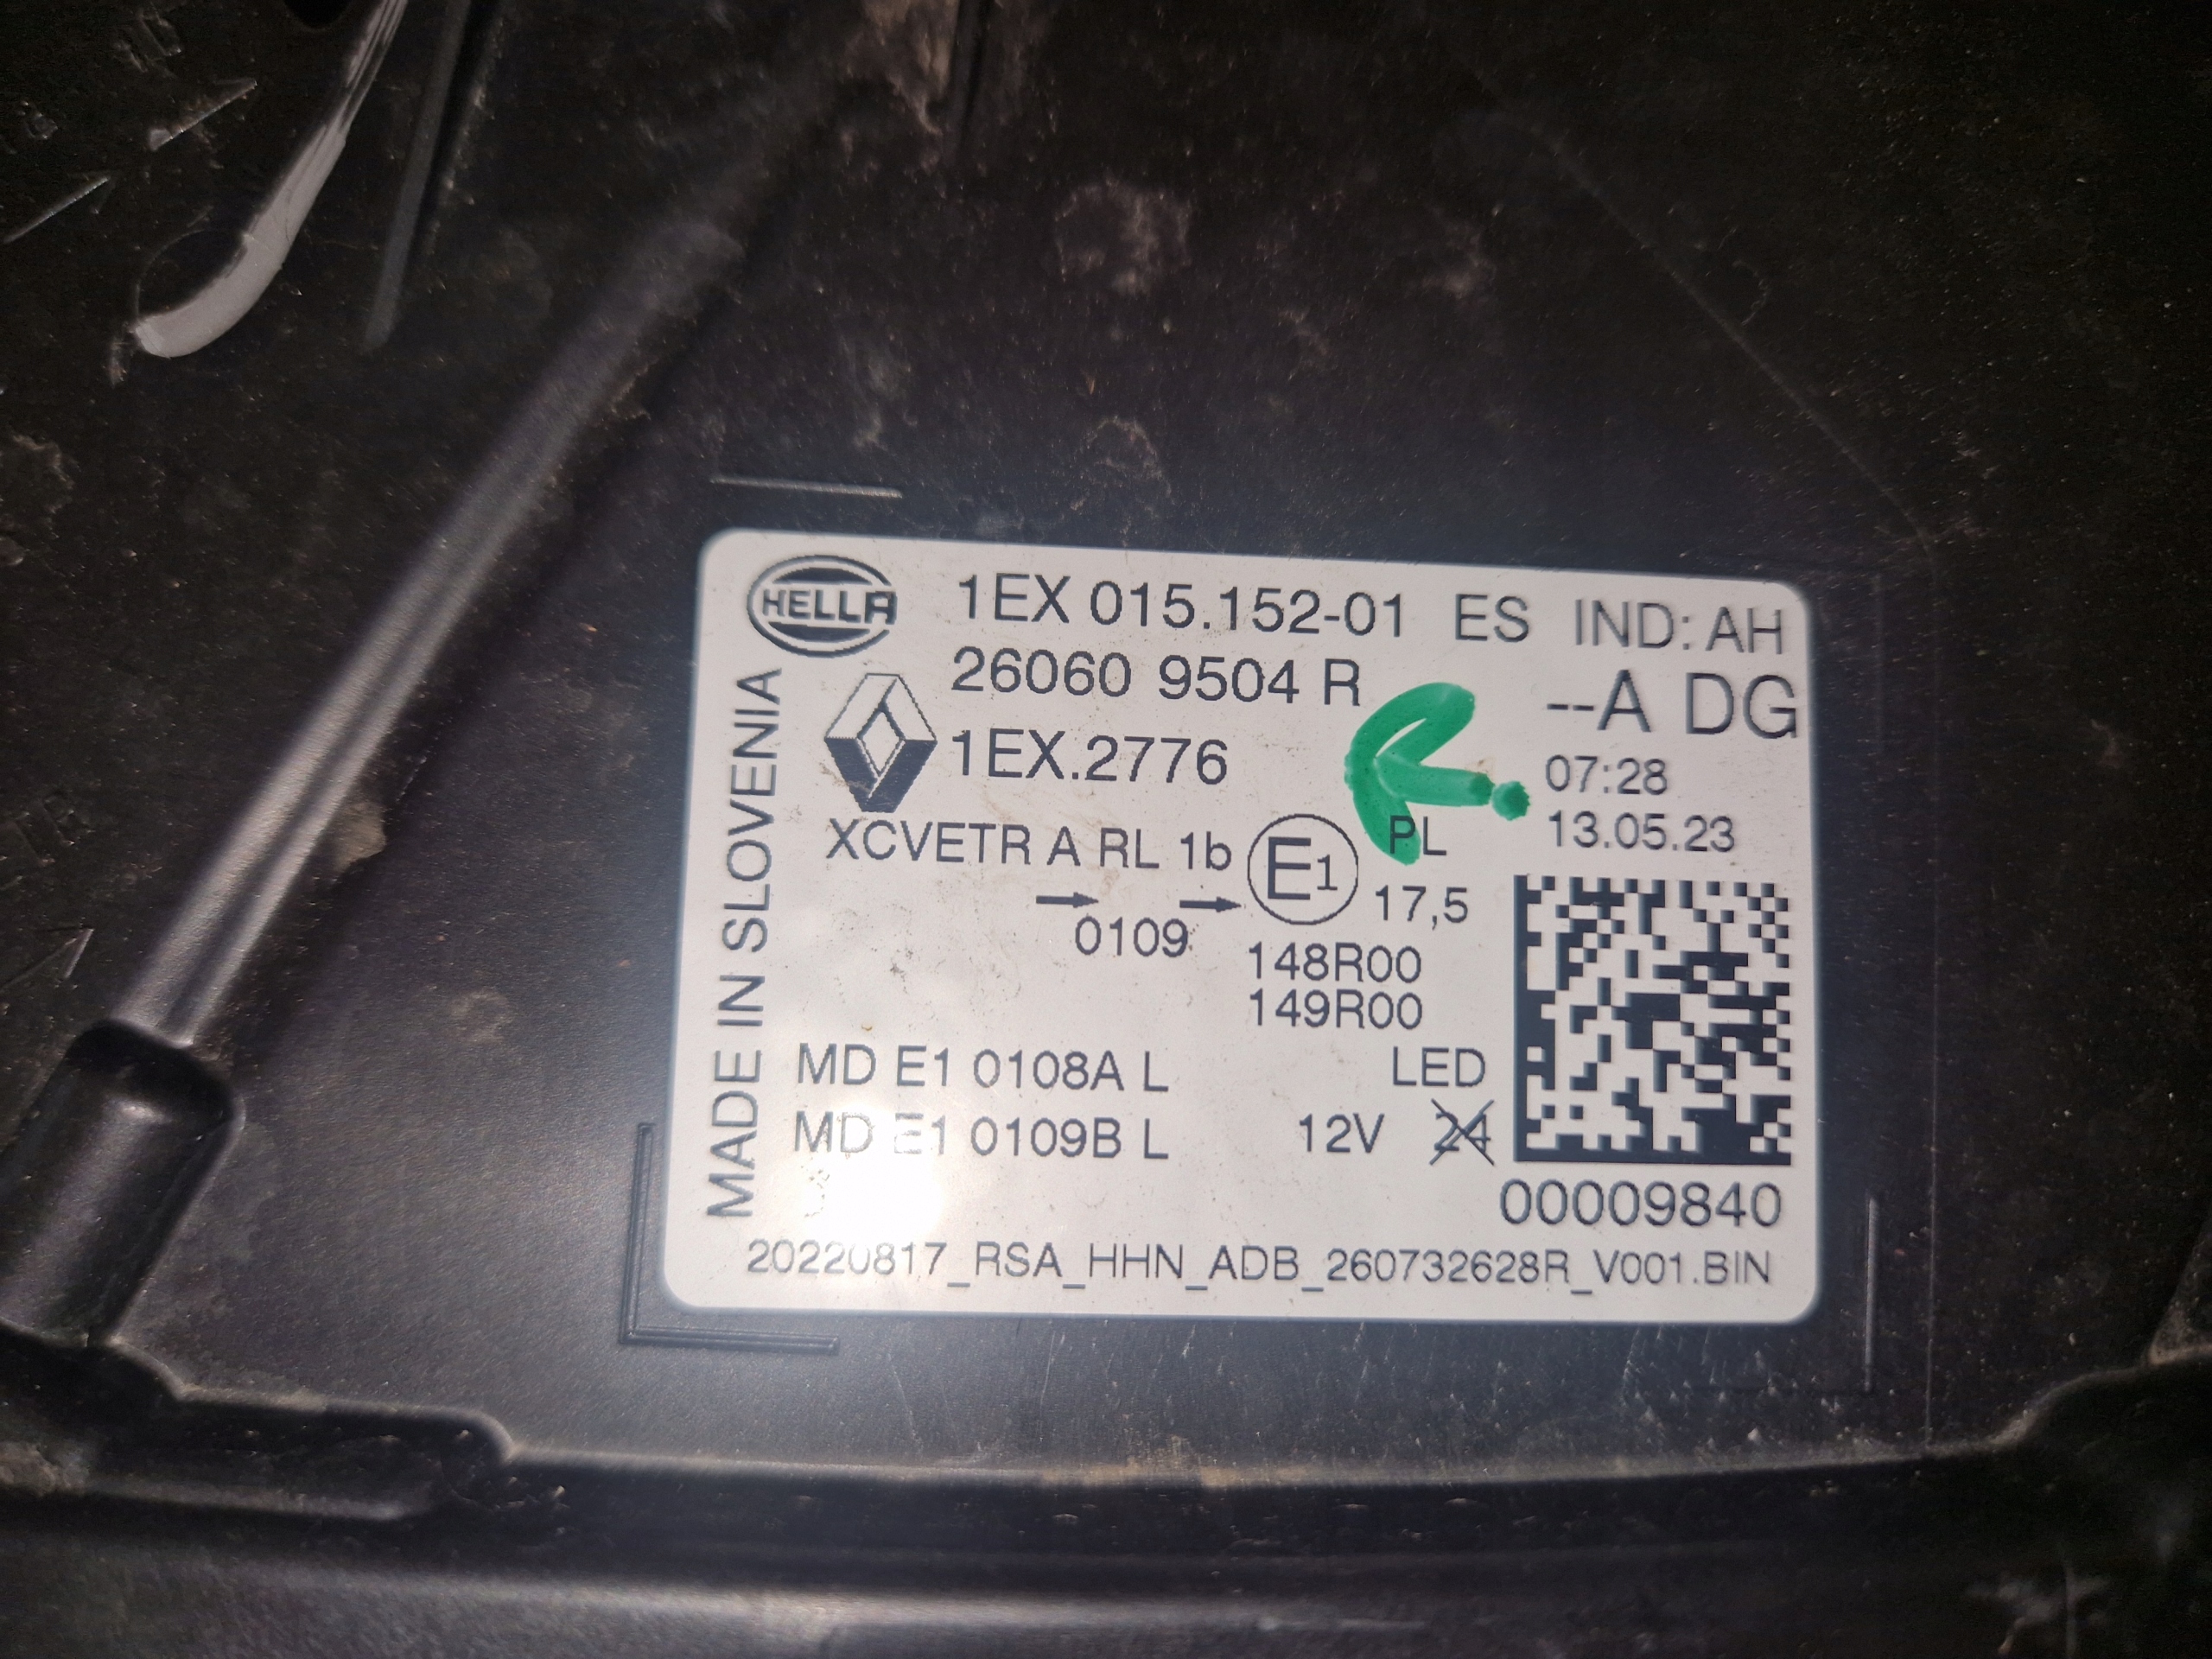 HELLA
1EX 015.152-01 ES IND: AH
26060 9504 R --A DG
1EX.2776 07:28
13.05.23
XCVETR A RL 1b E1 PL
17,5
0109
148R00
149R00
MD E1 0108A L LED
MD E1 0109B L 12V 24
00009840
20220817_RSA_HHN_ADB_260732628R_V001.BIN
MADE IN SLOVENIA